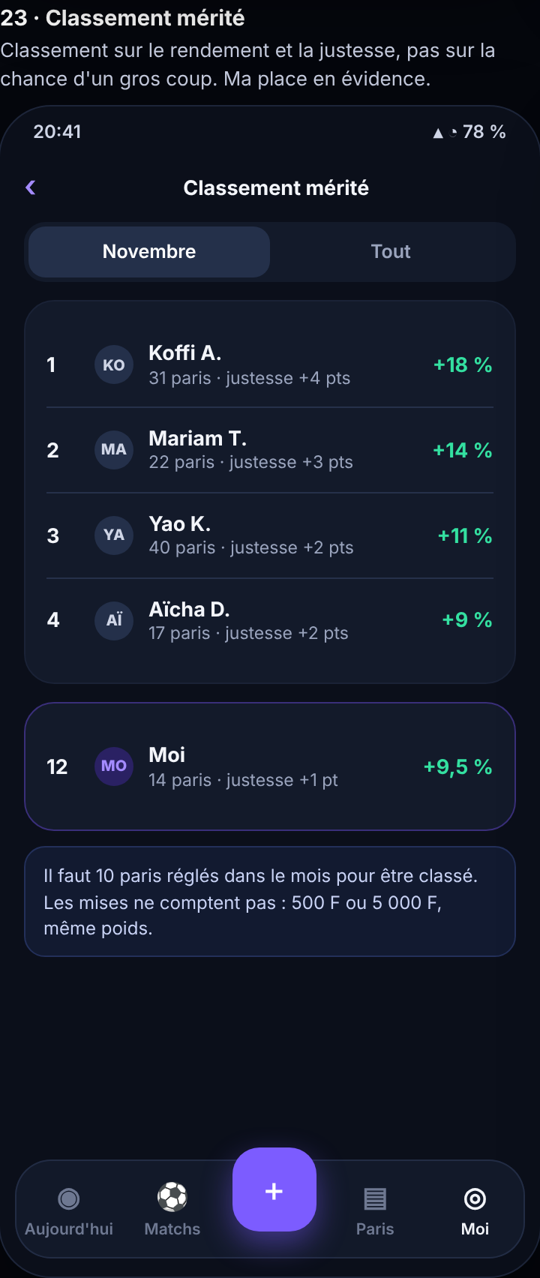 23 · Classement mérité
Classement sur le rendement et la justesse, pas sur la
chance d'un gros coup. Ma place en évidence.
20:41
78 %
Classement mérité
Novembre
Tout
1
KO
Koffi A.
31 paris · justesse +4 pts
+18 %
2
MA
Mariam T.
22 paris · justesse +3 pts
+14 %
3
YA
Yao K.
40 paris · justesse +2 pts
+11 %
4
AÏ
Aïcha D.
17 paris · justesse +2 pts
+9 %
12
MO
Moi
14 paris · justesse +1 pt
+9,5 %
Il faut 10 paris réglés dans le mois pour être classé.
Les mises ne comptent pas : 500 F ou 5 000 F,
même poids.
+
Aujourd'hui
Matchs
Paris
Moi